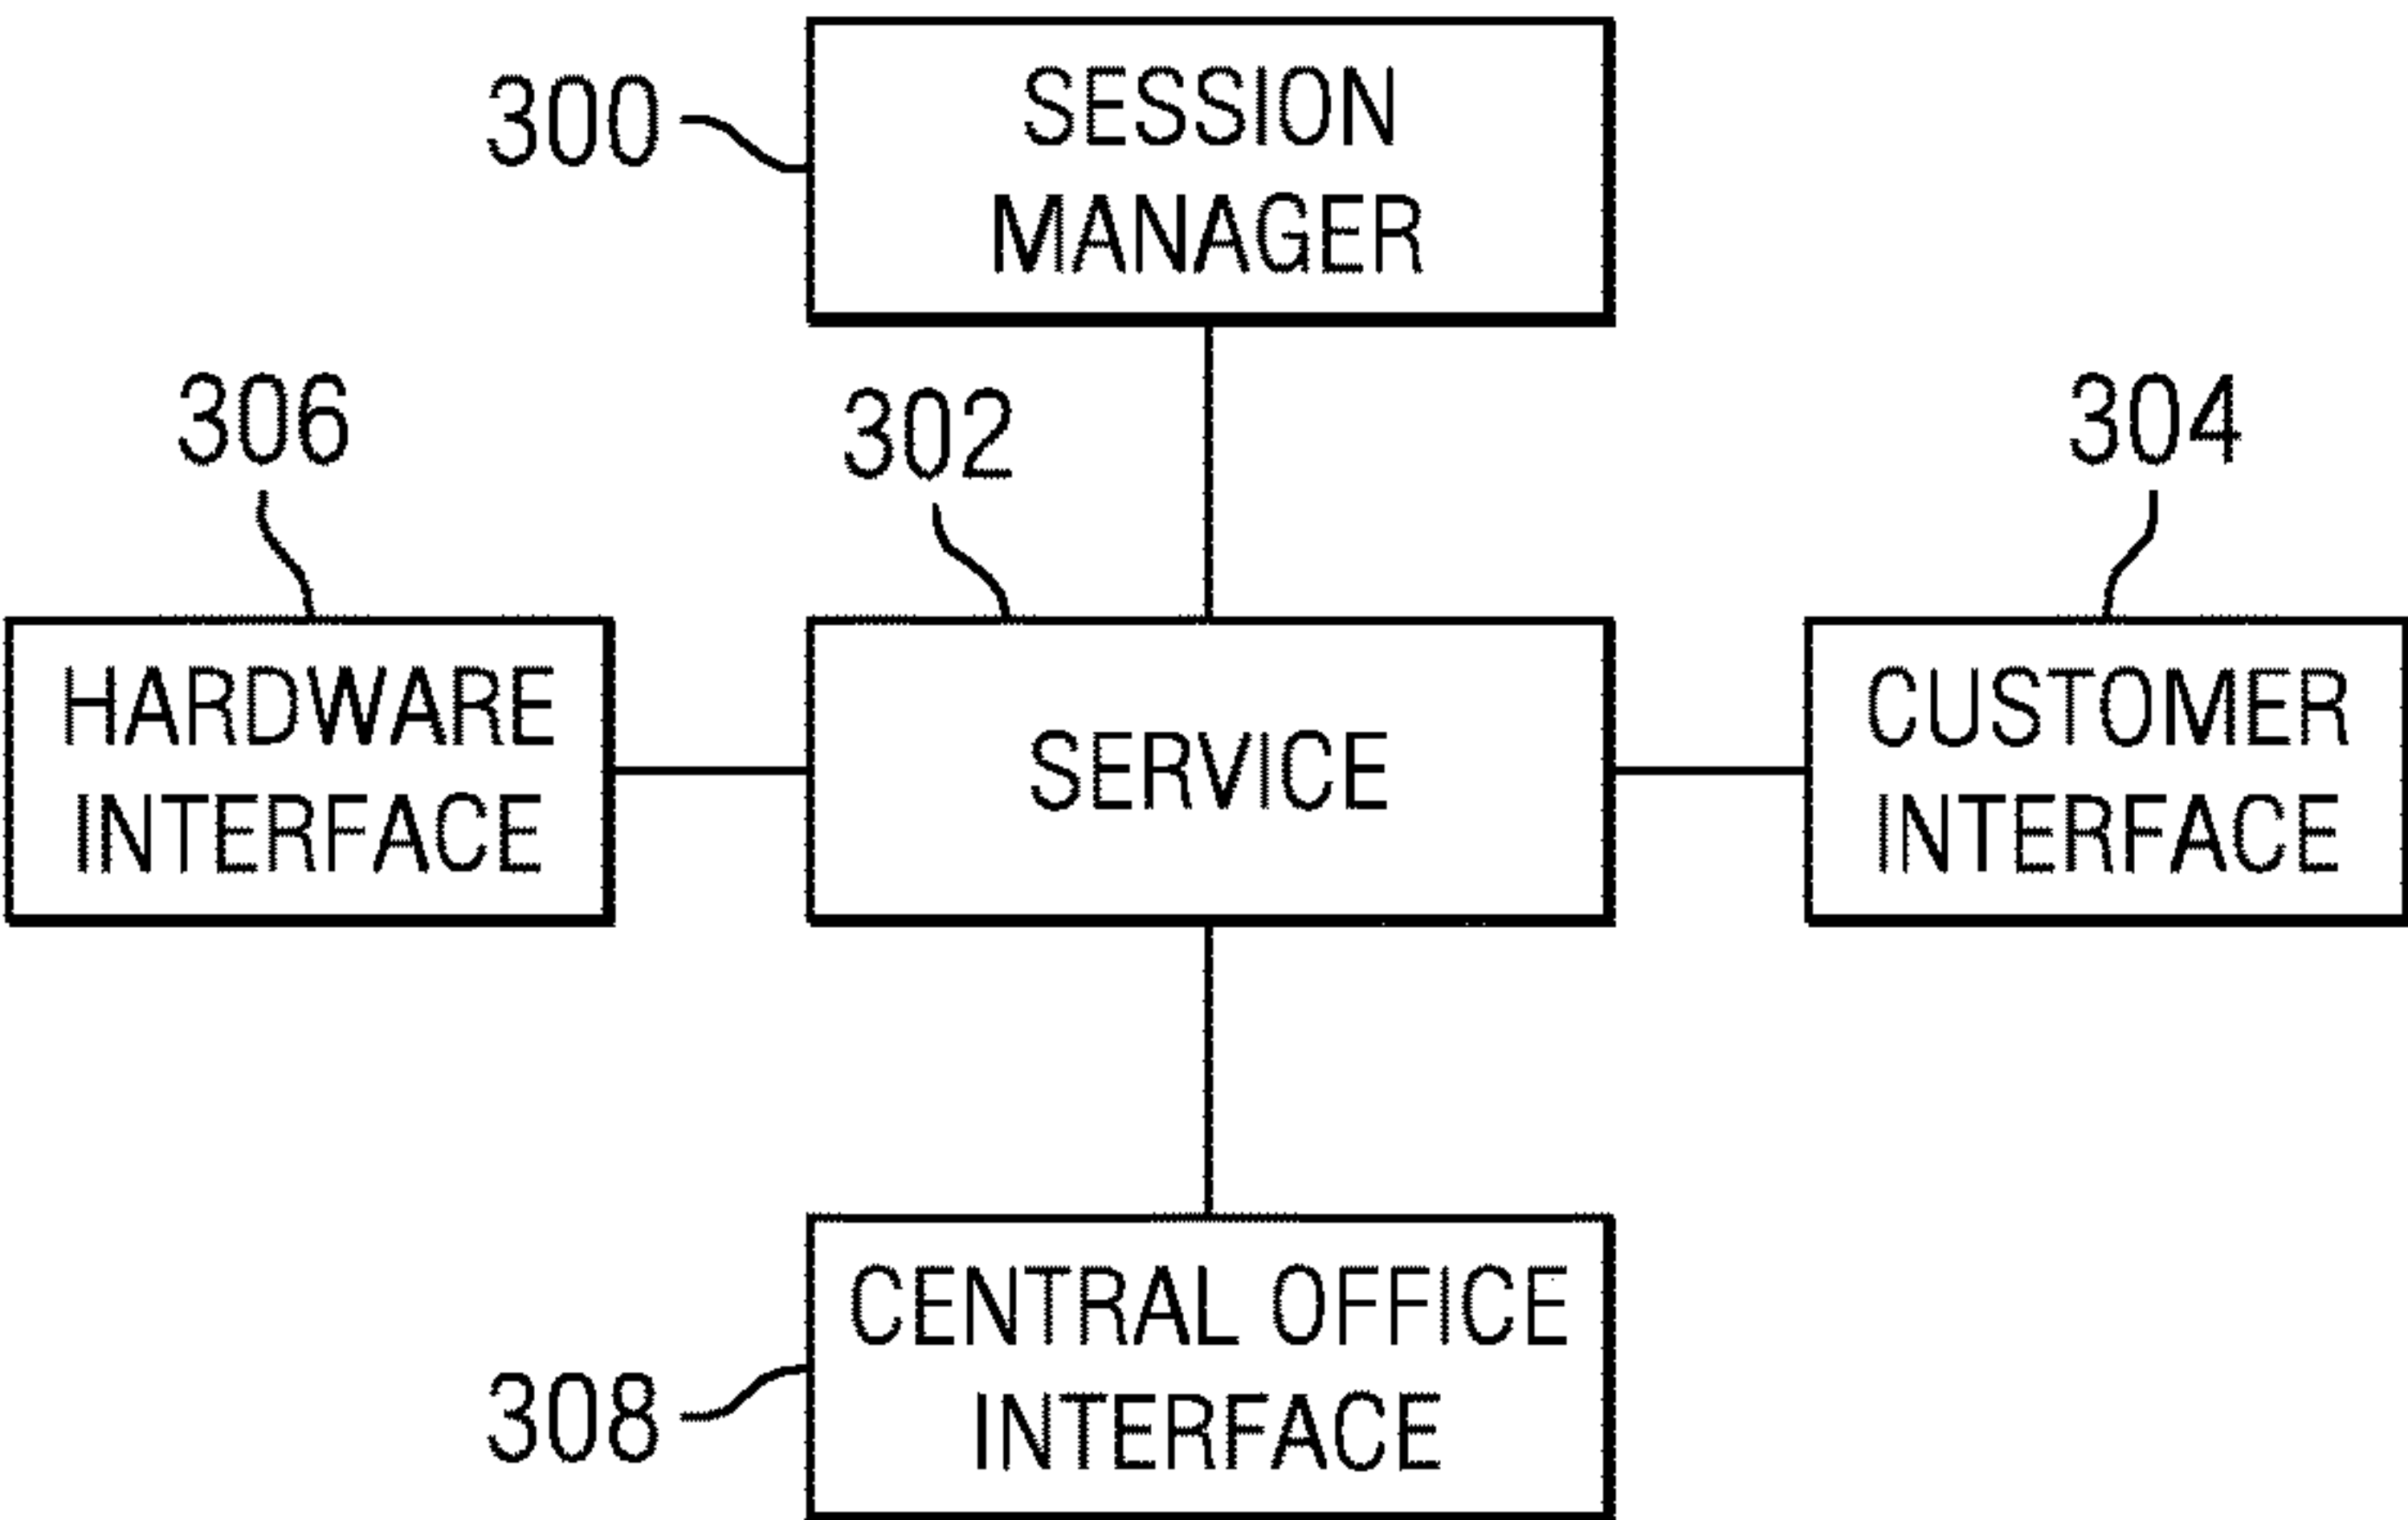 300
SESSION
MANAGER
306
302
304
HARDWARE
INTERFACE
SERVICE
CUSTOMER
INTERFACE
308
CENTRAL OFFICE
INTERFACE